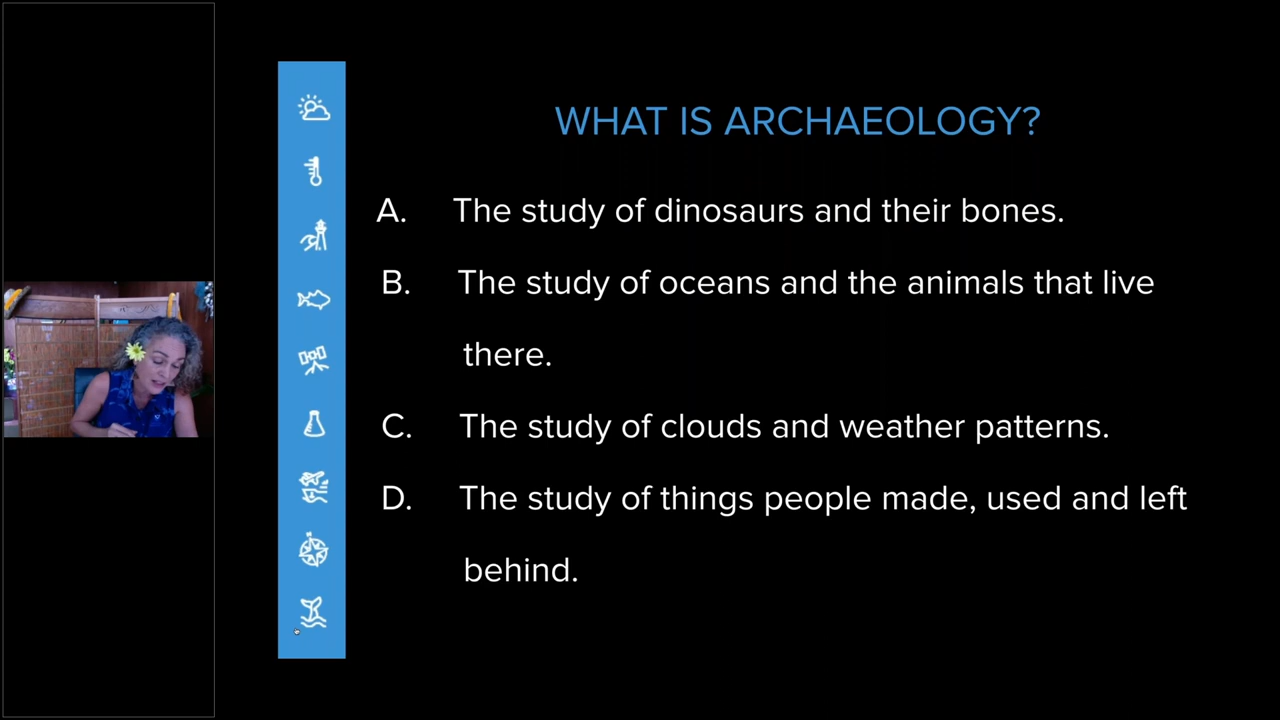 WHAT IS ARCHAEOLOGY?
A. The study of dinosaurs and their bones.
B. The study of oceans and the animals that live
there.
C. The study of clouds and weather patterns.
D. The study of things people made, used and left
behind.